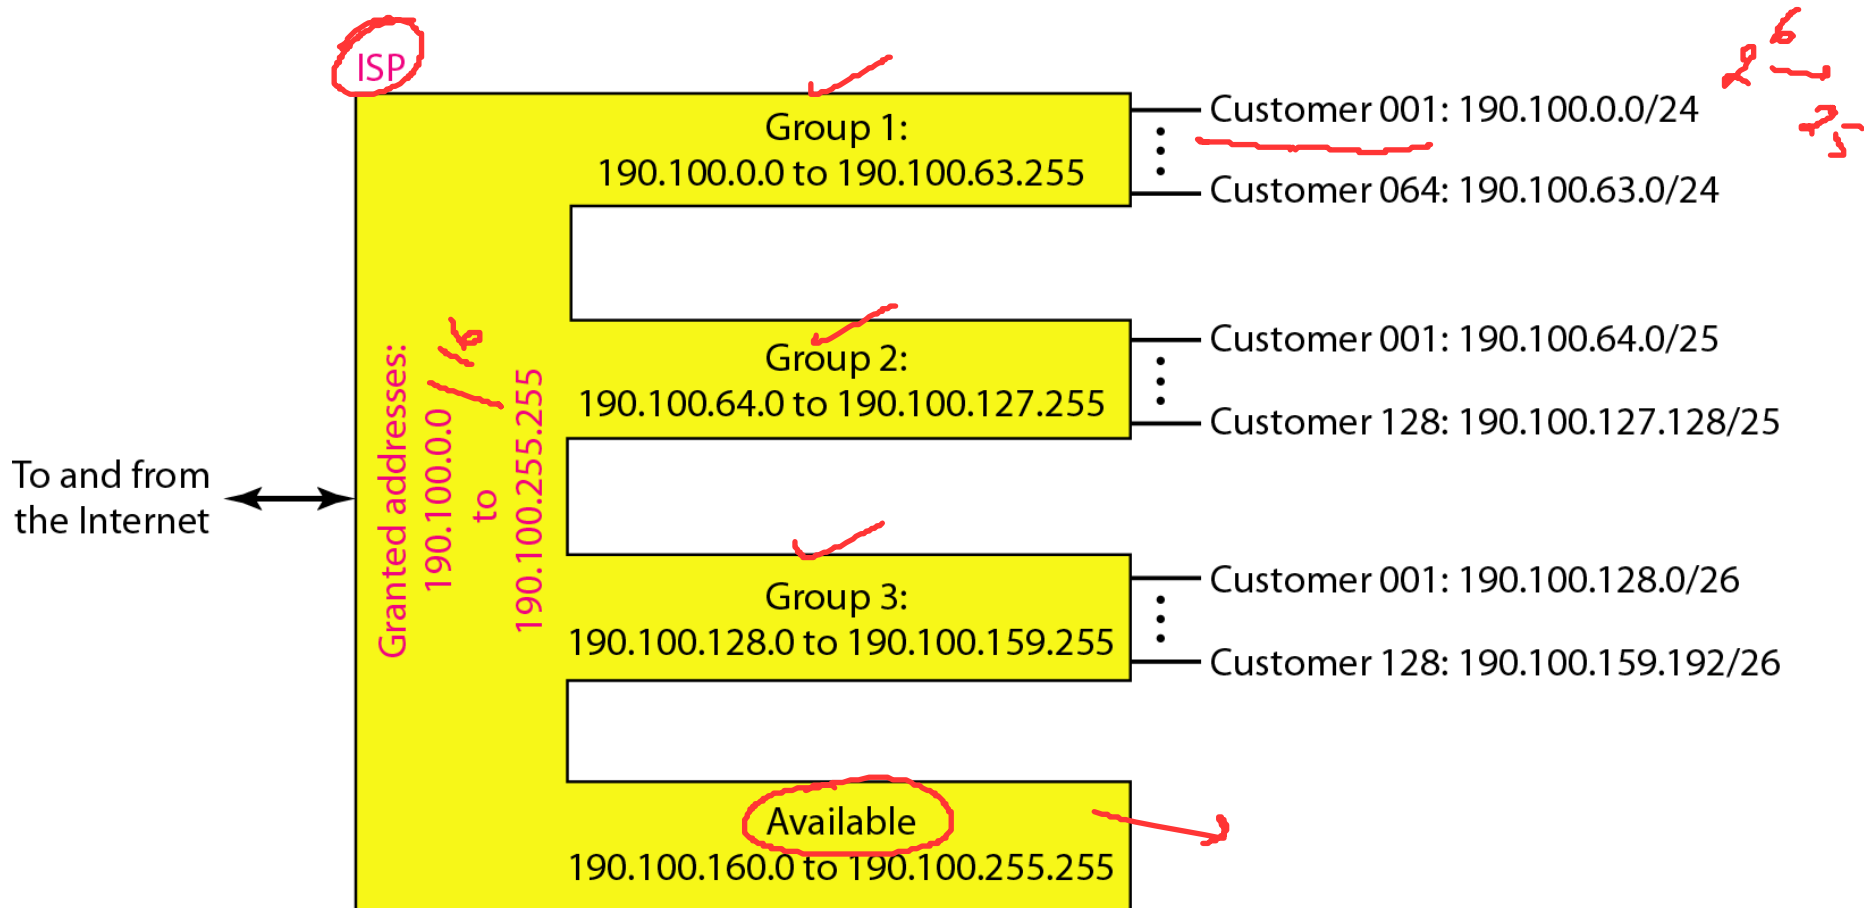 ISP
Group 1:
190.100.0.0 to 190.100.63.255
Customer 001: 190.100.0.0/24
Customer 064: 190.100.63.0/24
2^6
Group 2:
190.100.64.0 to 190.100.127.255
Customer 001: 190.100.64.0/25
Customer 128: 190.100.127.128/25
Granted addresses:
190.100.0.0 /16
to
190.100.255.255
To and from
the Internet
Group 3:
190.100.128.0 to 190.100.159.255
Customer 001: 190.100.128.0/26
Customer 128: 190.100.159.192/26
Available
190.100.160.0 to 190.100.255.255